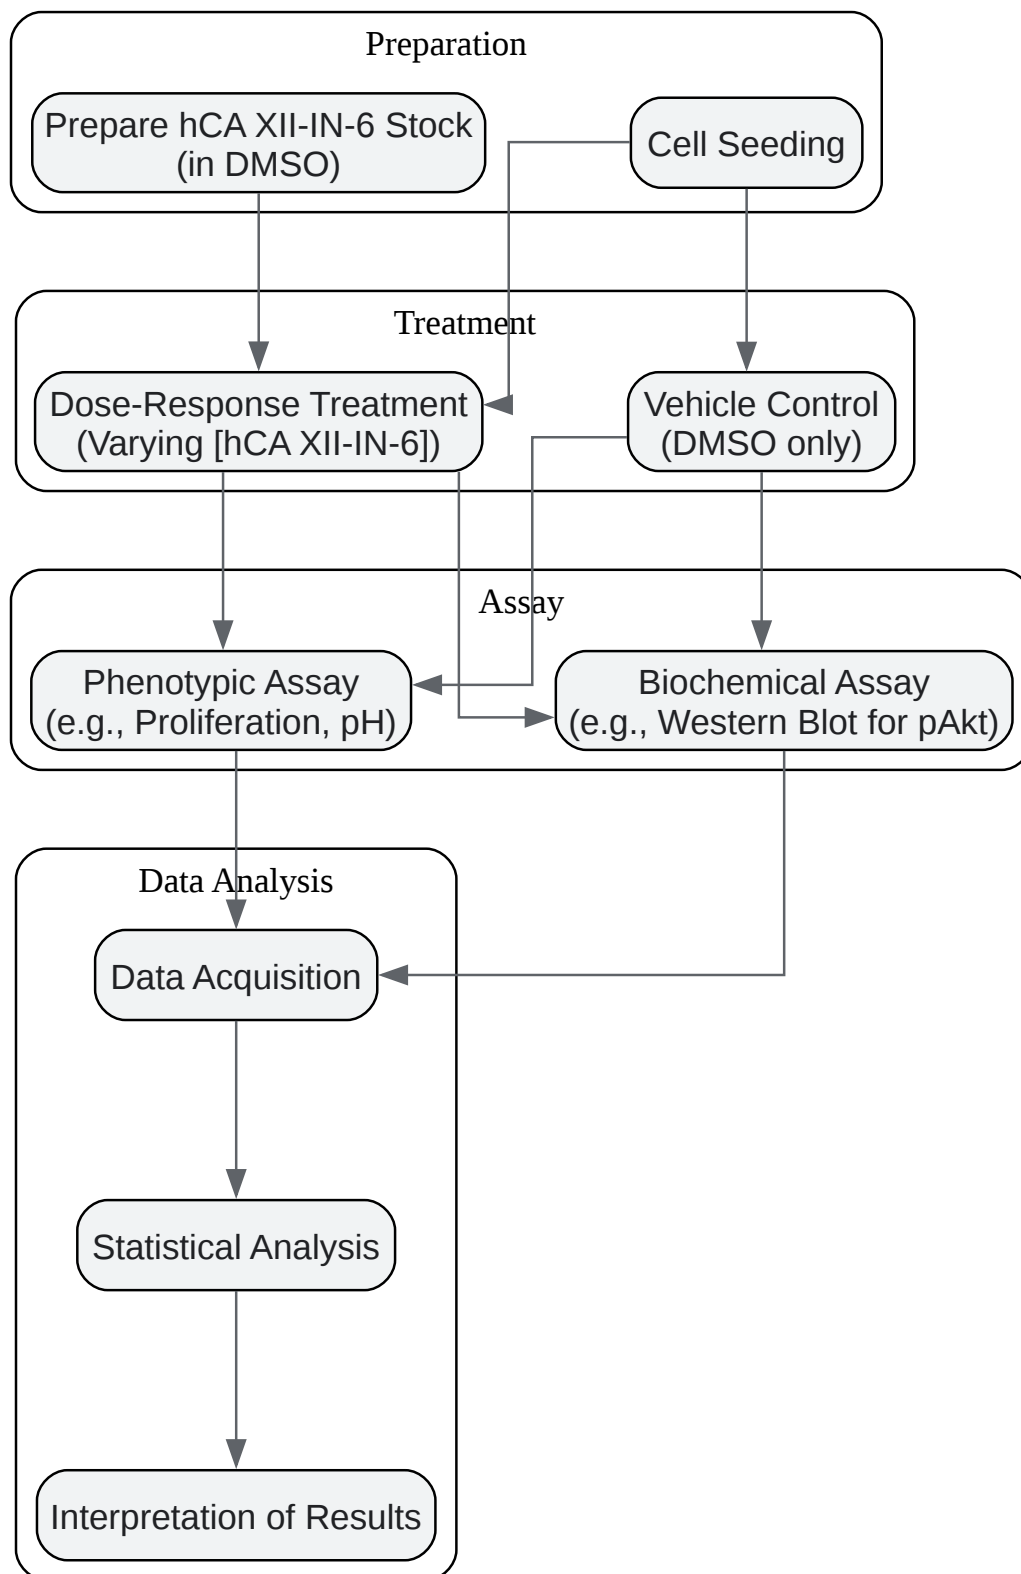 Preparation
Prepare hCA XII-IN-6 Stock
(in DMSO)
Cell Seeding
Treatment
Dose-Response Treatment
(Varying [hCA XII-IN-6])
Vehicle Control
(DMSO only)
Assay
Phenotypic Assay
(e.g., Proliferation, pH)
Biochemical Assay
(e.g., Western Blot for pAkt)
Data Analysis
Data Acquisition
Statistical Analysis
Interpretation of Results